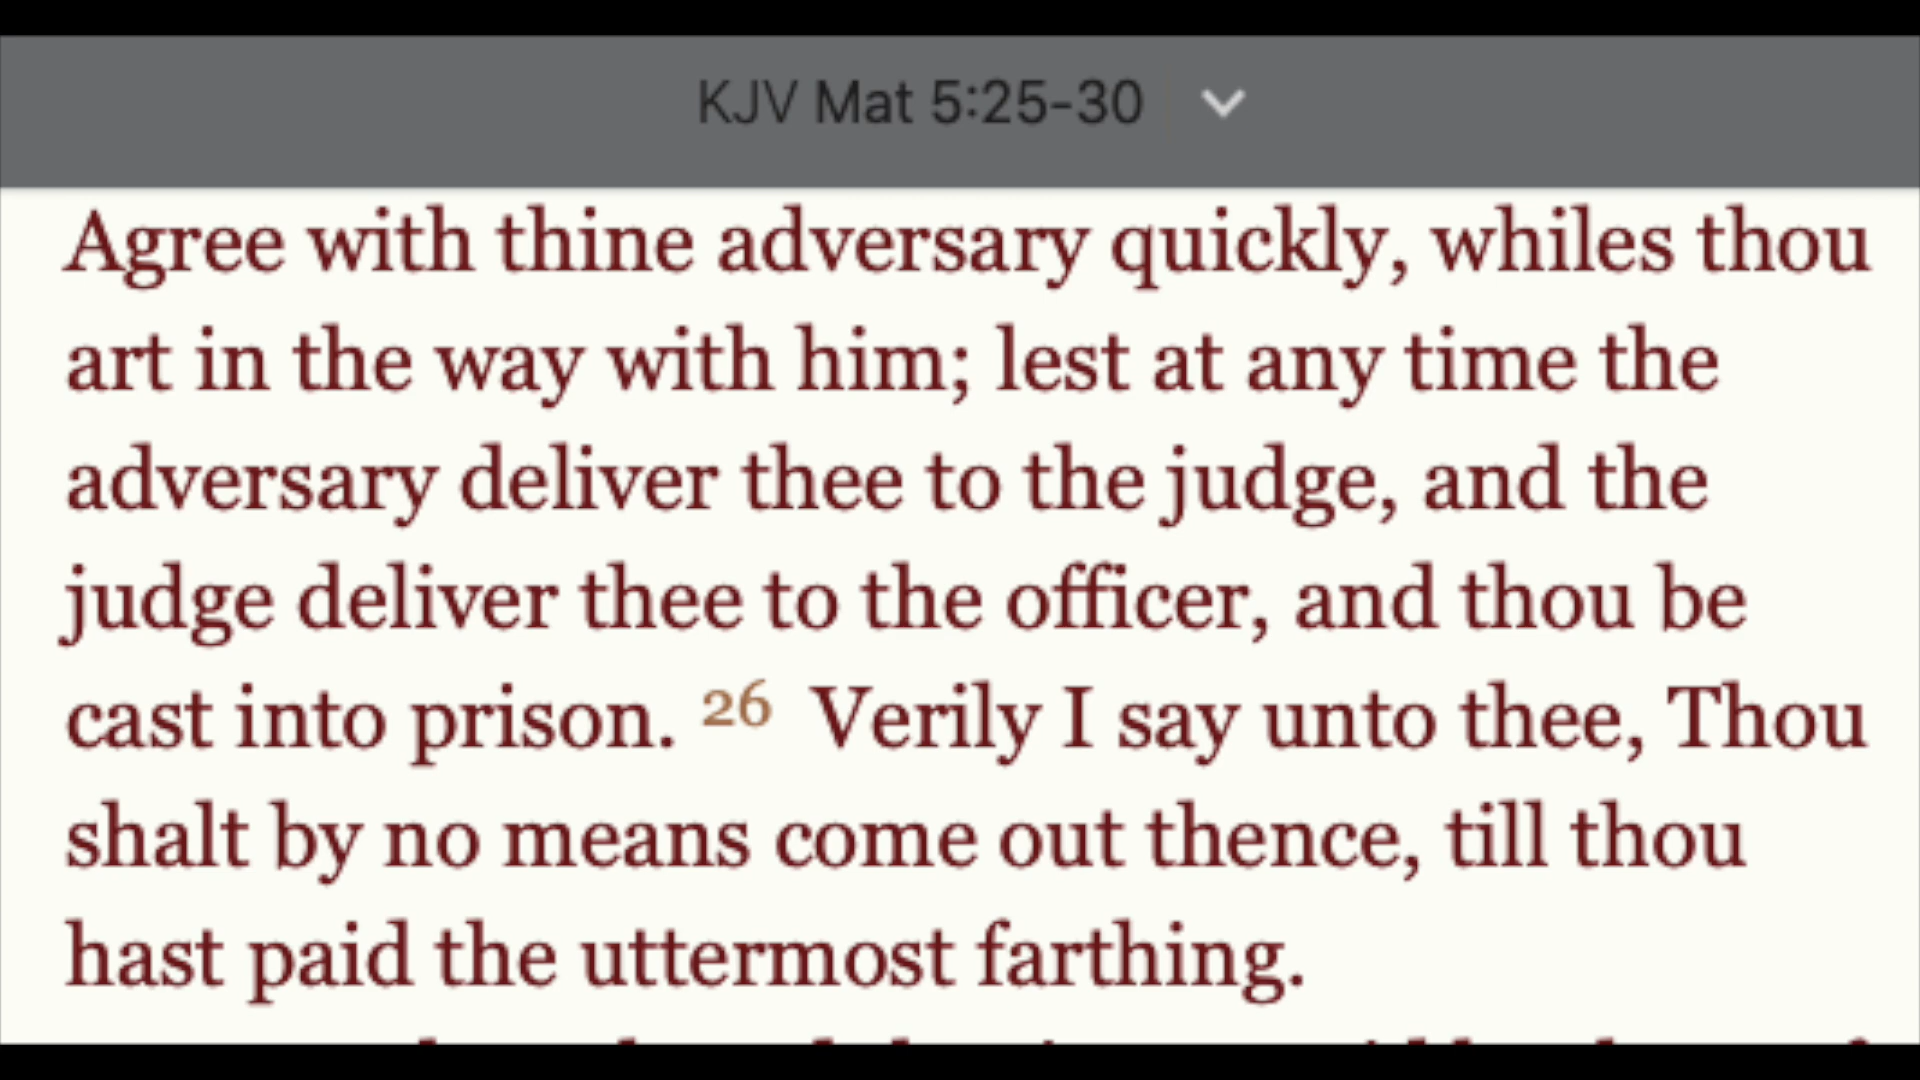 KJV Mat 5:25-30
Agree with thine adversary quickly, whiles thou
art in the way with him; lest at any time the
adversary deliver thee to the judge, and the
judge deliver thee to the officer, and thou be
cast into prison. 26 Verily I say unto thee, Thou
shalt by no means come out thence, till thou
hast paid the uttermost farthing.